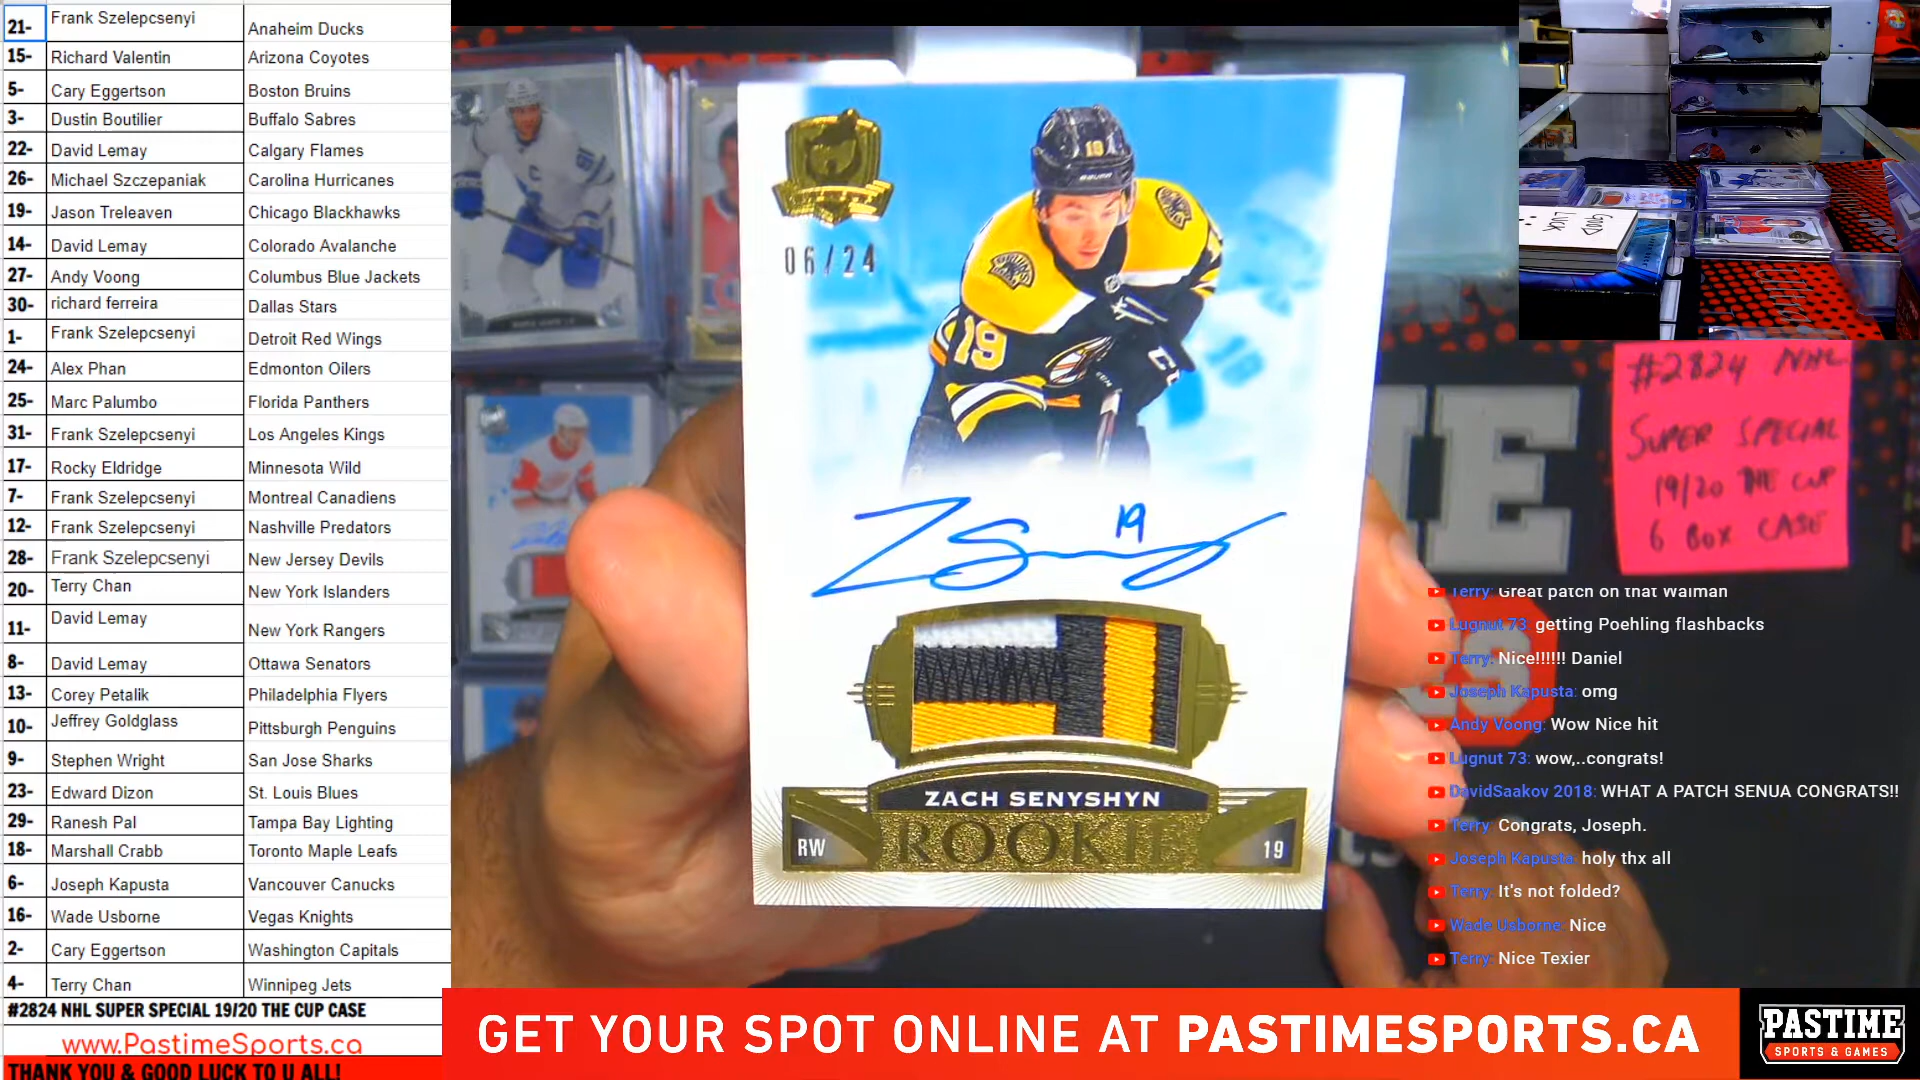 21- Frank Szelepcsenyi Anaheim Ducks
15- Richard Valentin Arizona Coyotes
5- Cary Eggertson Boston Bruins
3- Dustin Boutilier Buffalo Sabres
22- David Lemay Calgary Flames
26- Michael Szczepaniak Carolina Hurricanes
19- Jason Treleaven Chicago Blackhawks
14- David Lemay Colorado Avalanche
27- Andy Voong Columbus Blue Jackets
30- richard ferreira Dallas Stars
1- Frank Szelepcsenyi Detroit Red Wings
24- Alex Phan Edmonton Oilers
25- Marc Palumbo Florida Panthers
31- Frank Szelepcsenyi Los Angeles Kings
17- Rocky Eldridge Minnesota Wild
7- Frank Szelepcsenyi Montreal Canadiens
12- Frank Szelepcsenyi Nashville Predators
28- Frank Szelepcsenyi New Jersey Devils
20- Terry Chan New York Islanders
11- David Lemay New York Rangers
8- David Lemay Ottawa Senators
13- Corey Petalik Philadelphia Flyers
10- Jeffrey Goldglass Pittsburgh Penguins
9- Stephen Wright San Jose Sharks
23- Edward Dizon St. Louis Blues
29- Ranesh Pal Tampa Bay Lighting
18- Marshall Crabb Toronto Maple Leafs
6- Joseph Kapusta Vancouver Canucks
16- Wade Usborne Vegas Knights
2- Cary Eggertson Washington Capitals
4- Terry Chan Winnipeg Jets
#2824 NHL SUPER SPECIAL 19/20 THE CUP CASE
www.PastimeSports.ca
THANK YOU & GOOD LUCK TO U ALL!
06/24
19
19
19
ZACH SENYSHYN
ROOKIE
RW
19
GOOD
LUCK
#2824 NHL
SUPER SPECIAL
19/20 THE CUP
6 BOX CASE
Terry: Great patch on that Walman
Lugnut 73: getting Poehling flashbacks
Terry: Nice!!!!!! Daniel
Joseph Kapusta: omg
Andy Voong: Wow Nice hit
Lugnut 73: wow,..congrats!
DavidSaakov 2018: WHAT A PATCH SENUA CONGRATS!!
Terry: Congrats, Joseph.
Joseph Kapusta: holy thx all
Terry: It's not folded?
Wade Usborne: Nice
Terry: Nice Texier
GET YOUR SPOT ONLINE AT PASTIMESPORTS.CA
PASTIME
SPORTS & GAMES